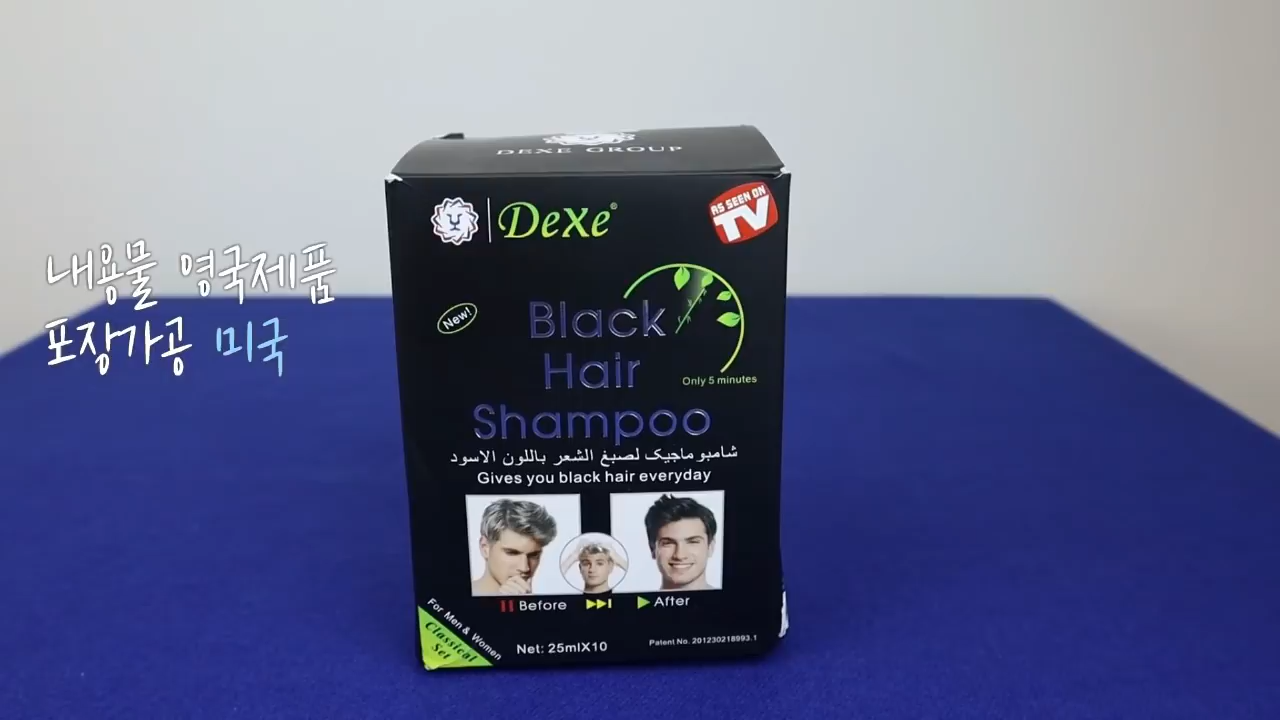 DEXE GROUP
DeXe®
AS SEEN ON
TV
내용물 영국제품
포장가공 미국
New!
Black
Hair
Shampoo
Only 5 minutes
شامبو ماجيك لصبغ الشعر باللون الاسود
Gives you black hair everyday
Before
After
For Men & Women
Classical
Set
Net: 25mlX10
Patent No. 201230218993.1